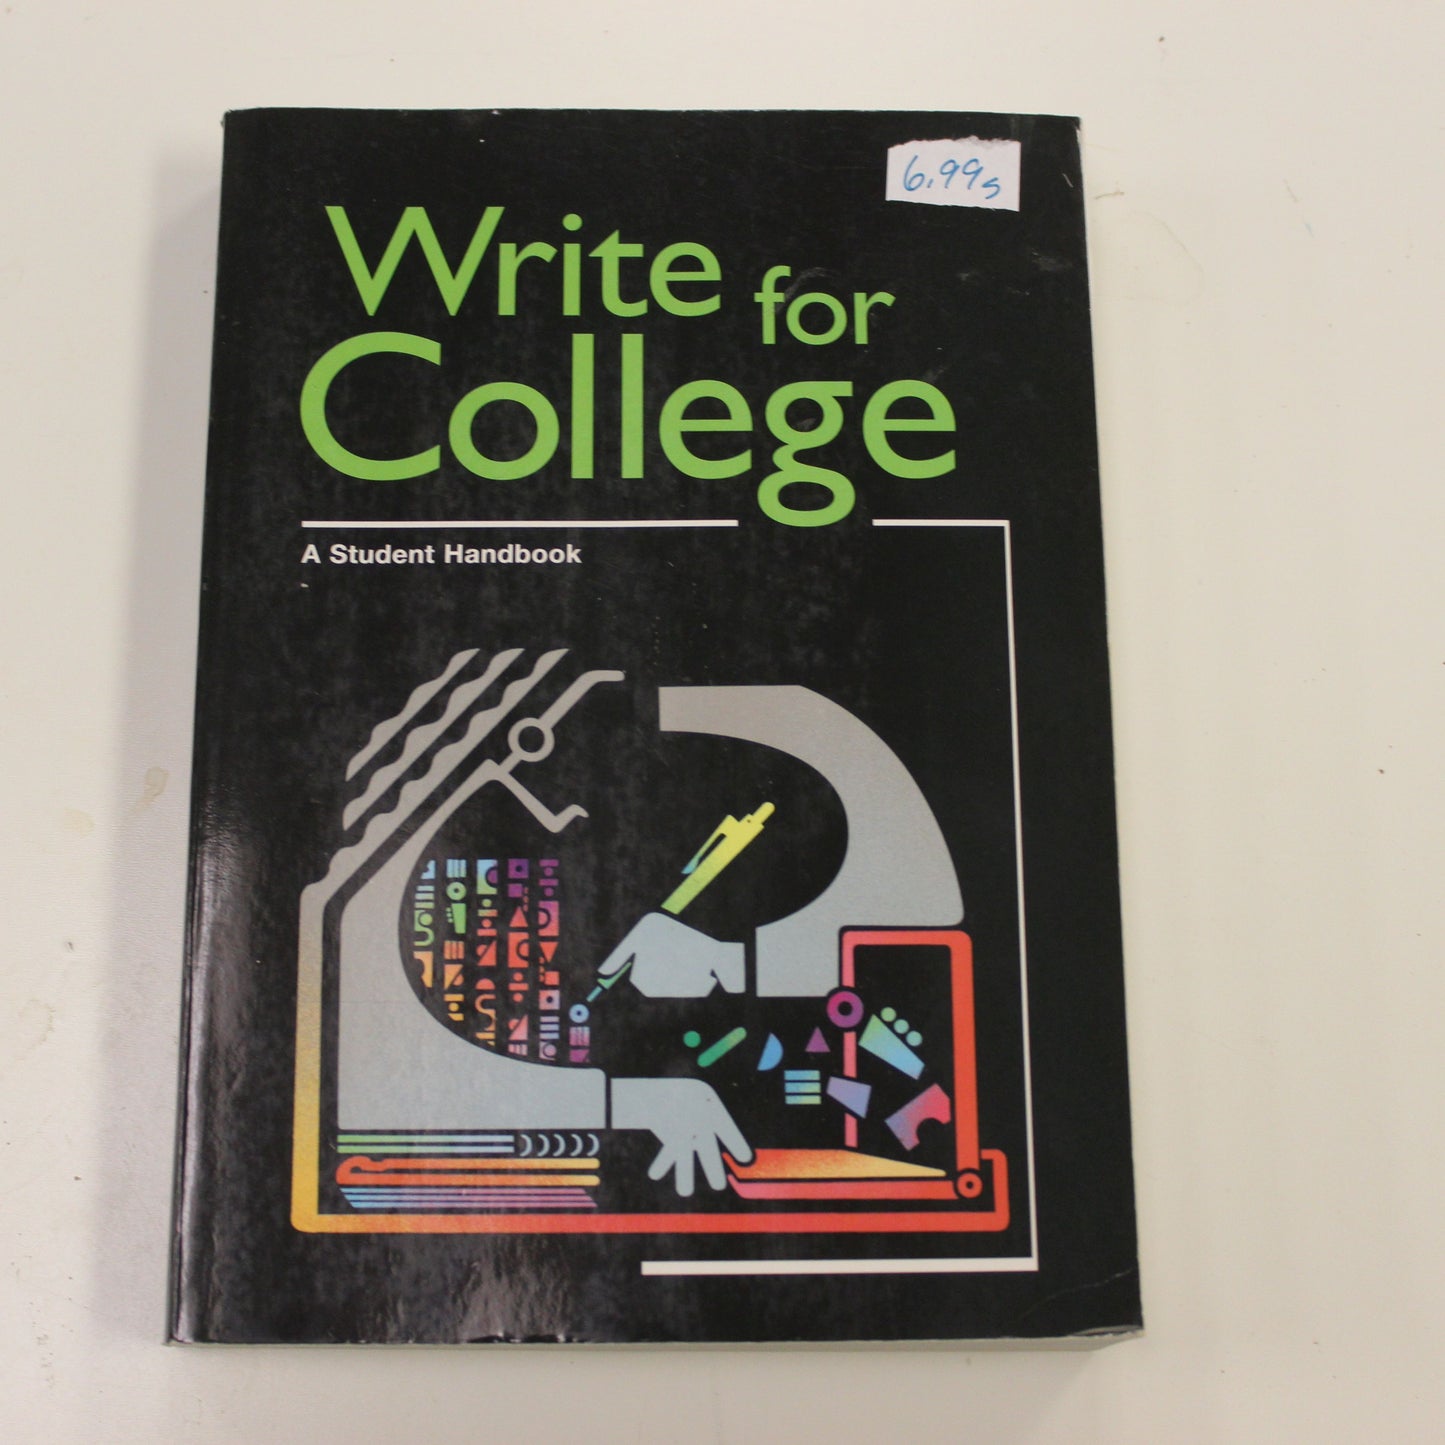 6.99s
Write for
College
A Student Handbook